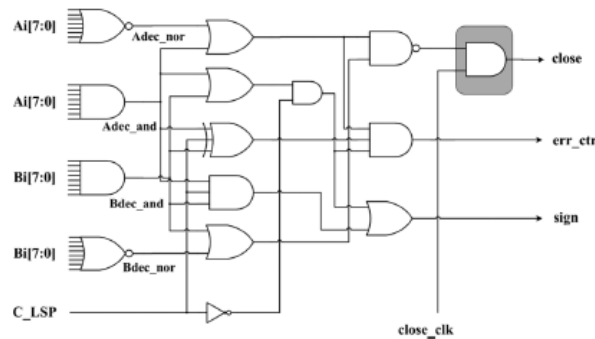 Ai[7:0]
Adec_nor
close
Ai[7:0]
Adec_and
err_ctr
Bi[7:0]
Bdec_and
sign
Bi[7:0]
Bdec_nor
C_LSP
close_clk